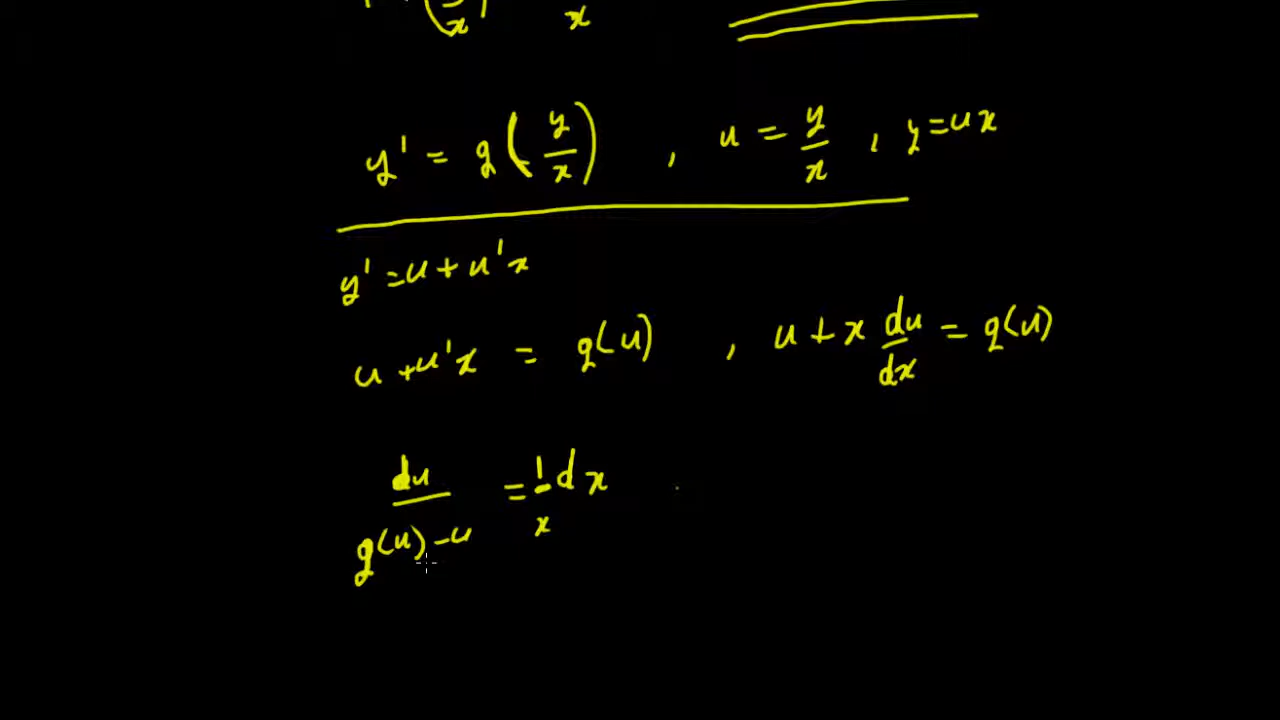 y' = g(y/x) , u = y/x , y = ux
y' = u + u'x
u + u'x = g(u) , u + x du/dx = g(u)
du/(g(u) - u) = 1/x dx